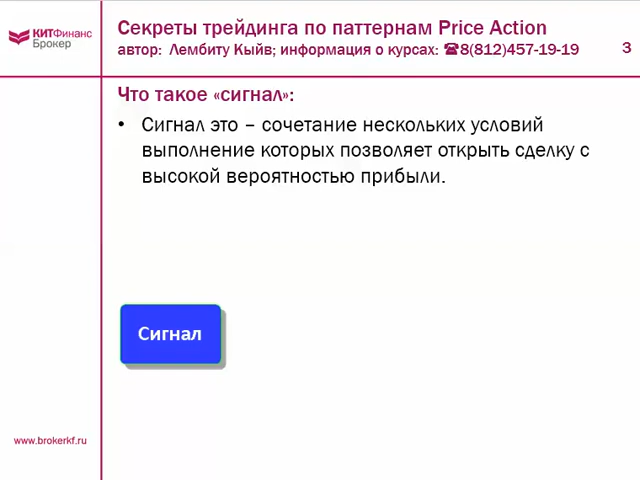 КИТФинанс
Брокер
Секреты трейдинга по паттернам Price Action
автор: Лембиту Кыйв; информация о курсах: ☎8(812)457-19-19
3
Что такое «сигнал»:
• Сигнал это – сочетание нескольких условий
выполнение которых позволяет открыть сделку с
высокой вероятностью прибыли.
Сигнал
www.brokerkf.ru